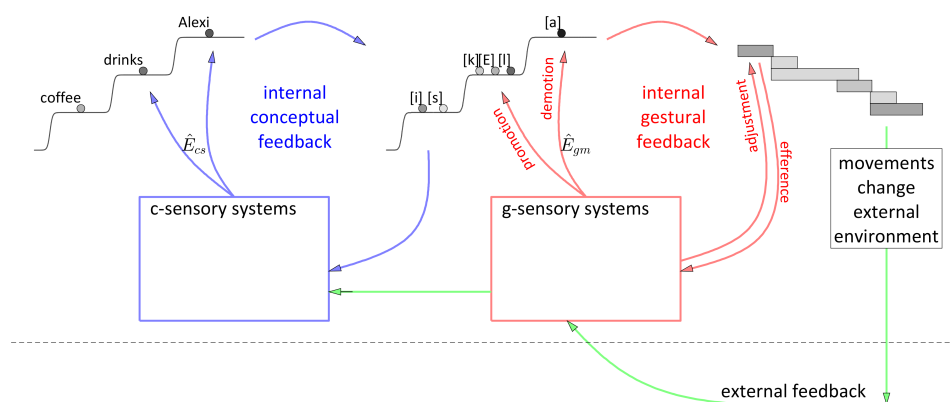 Alexi
drinks
coffee
internal
conceptual
feedback
Ê_cs
c-sensory systems
[a]
[k] [E] [l]
[i] [s]
promotion
demotion
Ê_gm
internal
gestural
feedback
g-sensory systems
adjustment
efference
movements
change
external
environment
external feedback